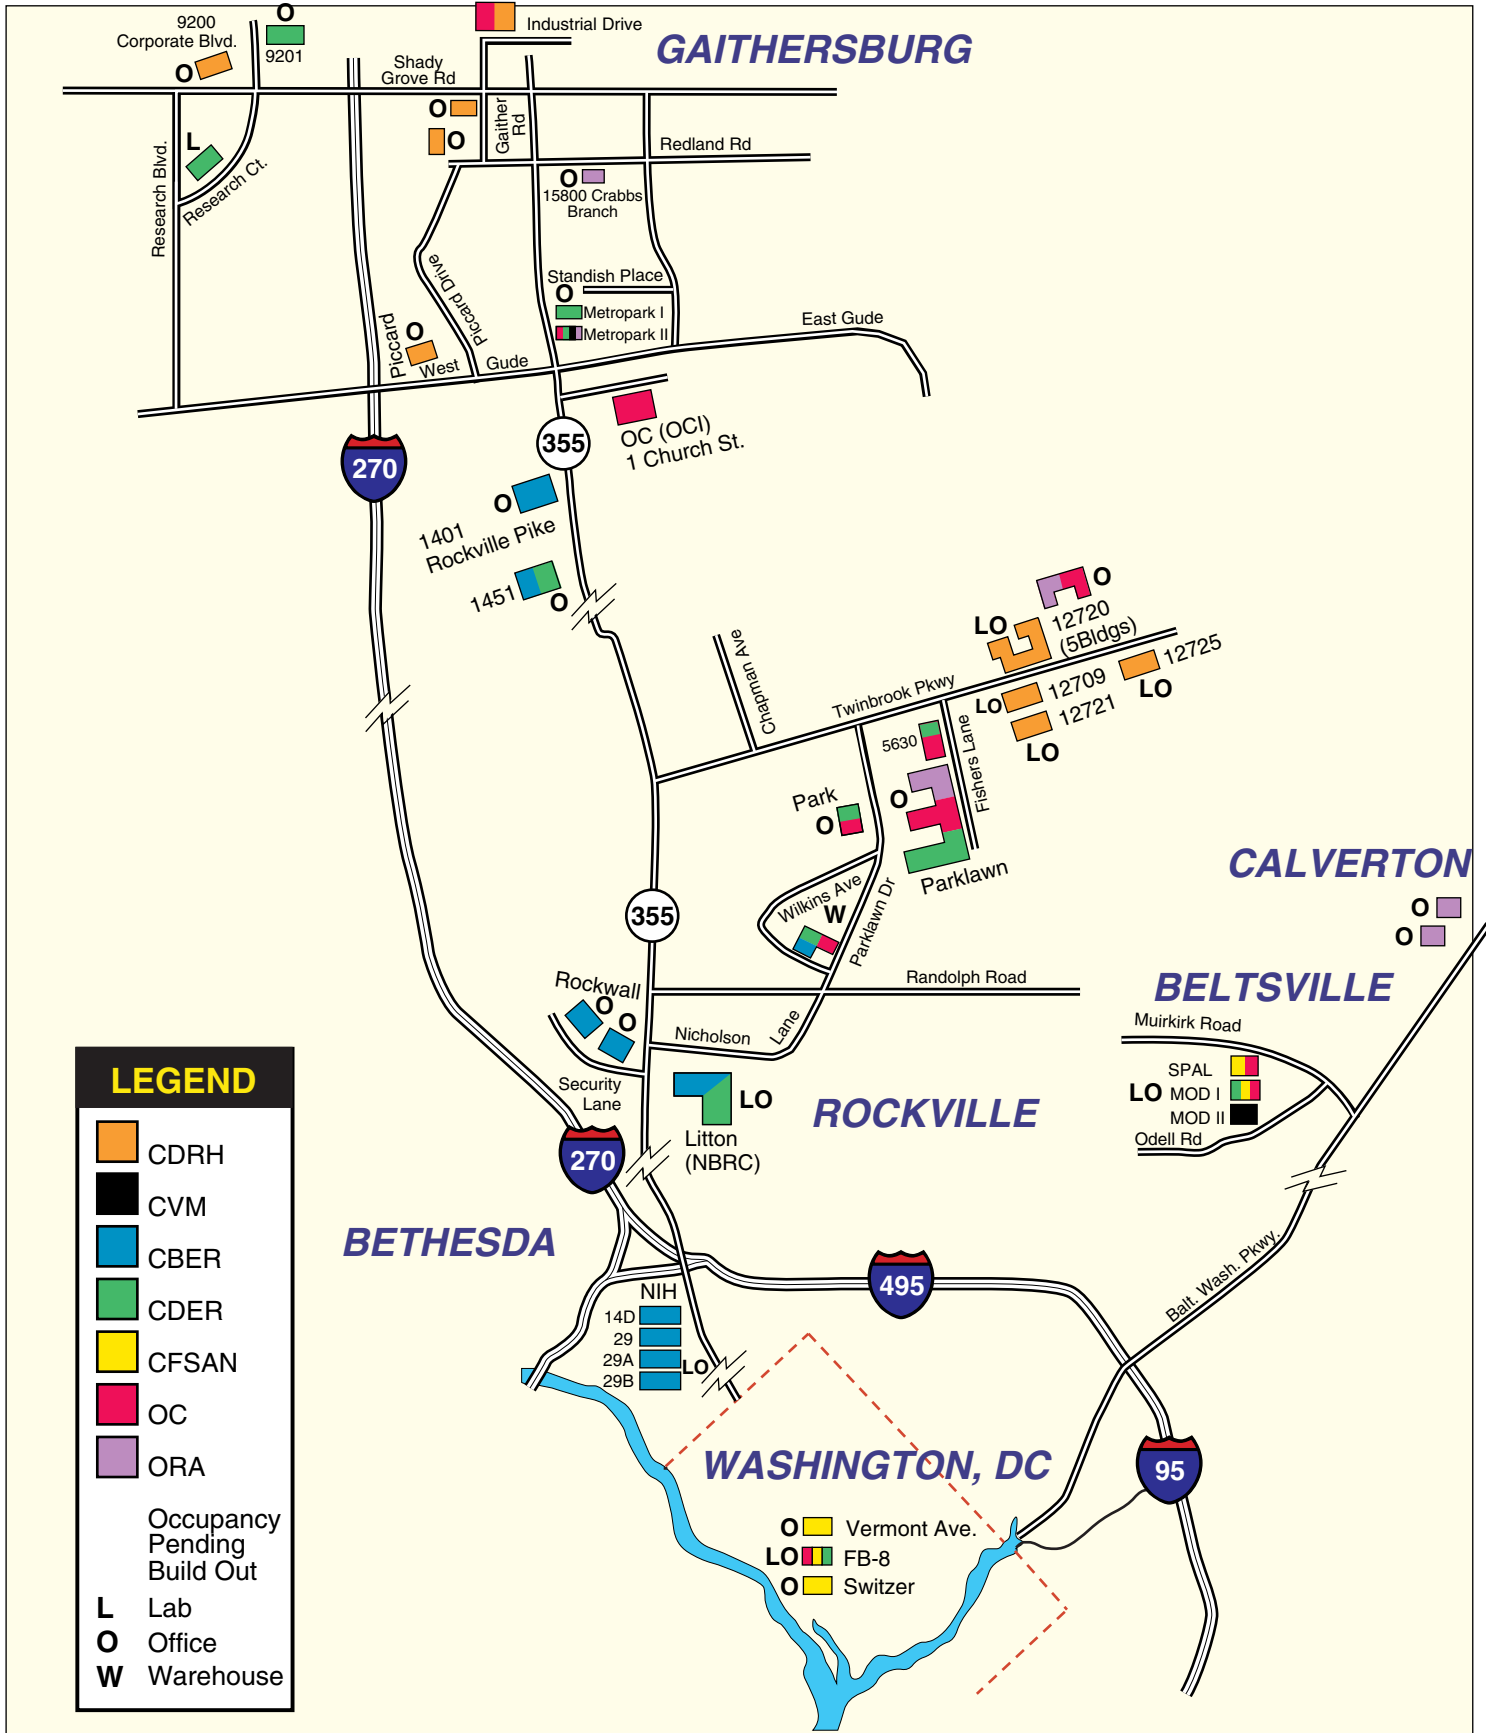 9200
Corporate Blvd.
O
O
9201
Industrial Drive
GAITHERSBURG
Shady
Grove Rd
O
O
Gaither
Rd
Redland Rd
L
Research Blvd.
Research Ct.
O
15800 Crabbs
Branch
Piccard Drive
Standish Place
O
Metropark I
Metropark II
East Gude
Piccard
O
West
Gude
OC (OCI)
1 Church St.
355
270
O
1401
Rockville Pike
1451
O
O
12720
(5Bldgs)
LO
12725
LO
12709
LO
12721
LO
Chapman Ave
Twinbrook Pkwy
5630
Fishers Lane
Park
O
O
Parklawn
CALVERTON
O
O
Wilkins Ave
W
Parklawn Dr
355
Randolph Road
BELTSVILLE
Muirkirk Road
SPAL
LO MOD I
MOD II
Odell Rd
Rockwall
O
O
Nicholson
Lane
Security
Lane
LO
Litton
(NBRC)
ROCKVILLE
270
BETHESDA
495
Balt. Wash. Pkwy.
NIH
14D
29
29A
29B
LO
WASHINGTON, DC
95
O Vermont Ave.
LO FB-8
O Switzer
LEGEND
CDRH
CVM
CBER
CDER
CFSAN
OC
ORA
Occupancy
Pending
Build Out
L Lab
O Office
W Warehouse